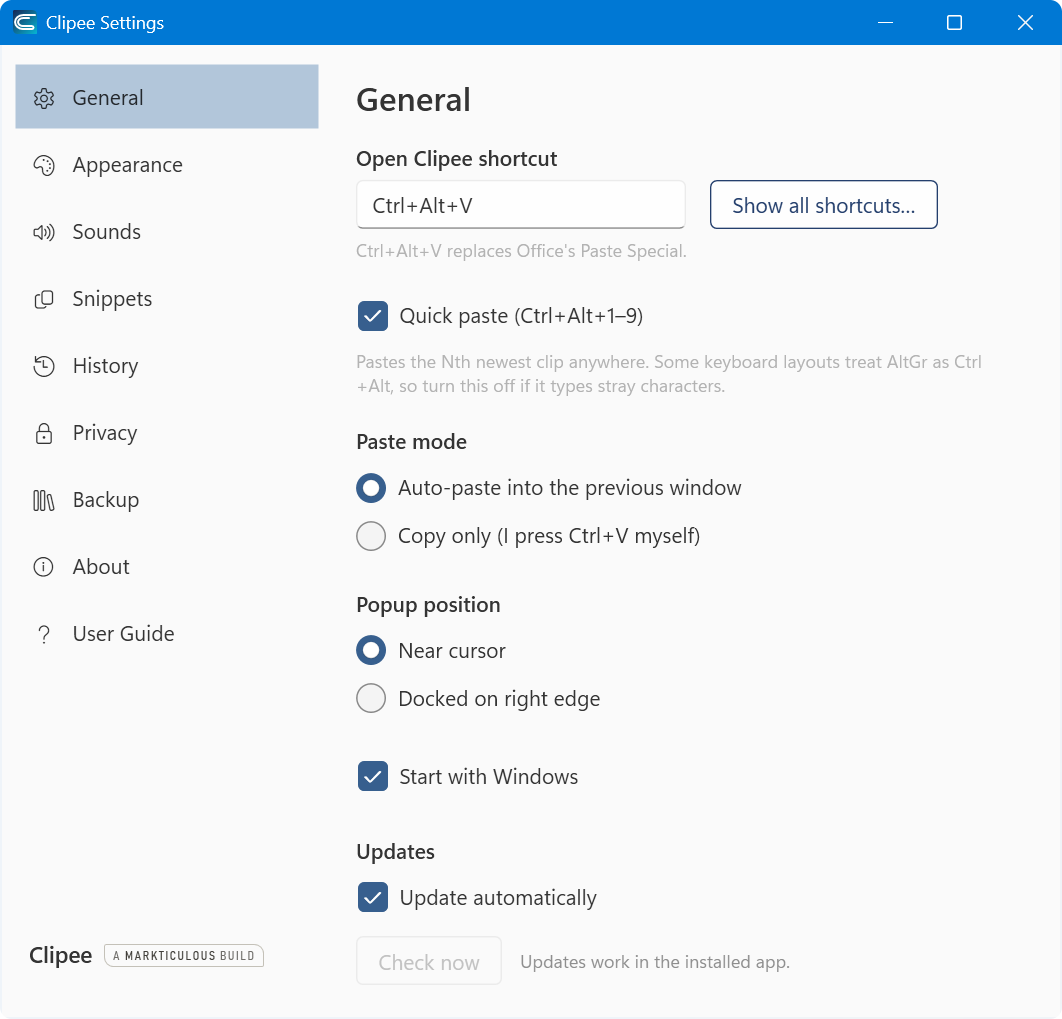 Clipee Settings
General
Appearance
Sounds
Snippets
History
Privacy
Backup
About
User Guide
Clipee
A MARKTICULOUS BUILD
General
Open Clipee shortcut
Ctrl+Alt+V
Show all shortcuts...
Ctrl+Alt+V replaces Office's Paste Special.
Quick paste (Ctrl+Alt+1–9)
Pastes the Nth newest clip anywhere. Some keyboard layouts treat AltGr as Ctrl
+Alt, so turn this off if it types stray characters.
Paste mode
Auto-paste into the previous window
Copy only (I press Ctrl+V myself)
Popup position
Near cursor
Docked on right edge
Start with Windows
Updates
Update automatically
Check now
Updates work in the installed app.